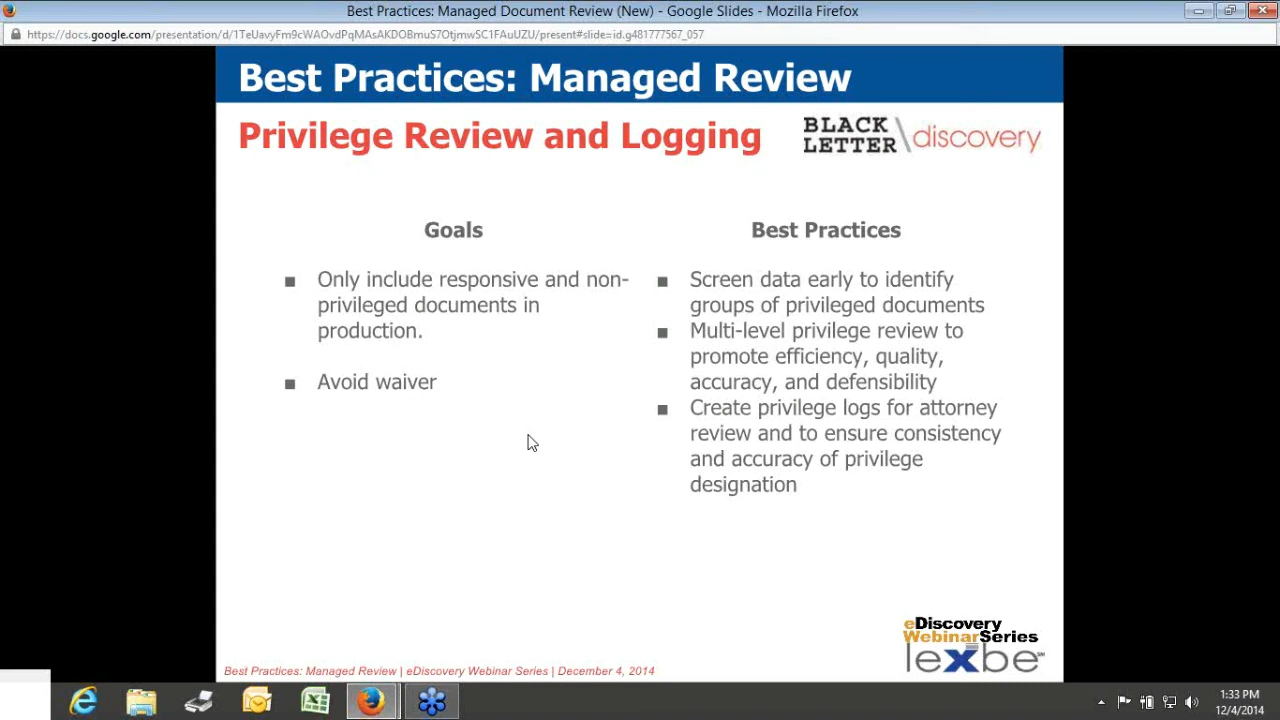 Best Practices: Managed Document Review (New) - Google Slides - Mozilla Firefox
https://docs.google.com/presentation/d/1TeUavyFm9cWAOvdPqMAsAKDOBmuS7OtjmwSC1FAuUZU/present#slide=id.g481777567_057
Best Practices: Managed Review
Privilege Review and Logging
BLACK
LETTER
discovery
Goals
■ Only include responsive and non-
privileged documents in
production.
■ Avoid waiver
Best Practices
■ Screen data early to identify
groups of privileged documents
■ Multi-level privilege review to
promote efficiency, quality,
accuracy, and defensibility
■ Create privilege logs for attorney
review and to ensure consistency
and accuracy of privilege
designation
eDiscovery
WebinarSeries
lexbe℠
Best Practices: Managed Review | eDiscovery Webinar Series | December 4, 2014
1:33 PM
12/4/2014